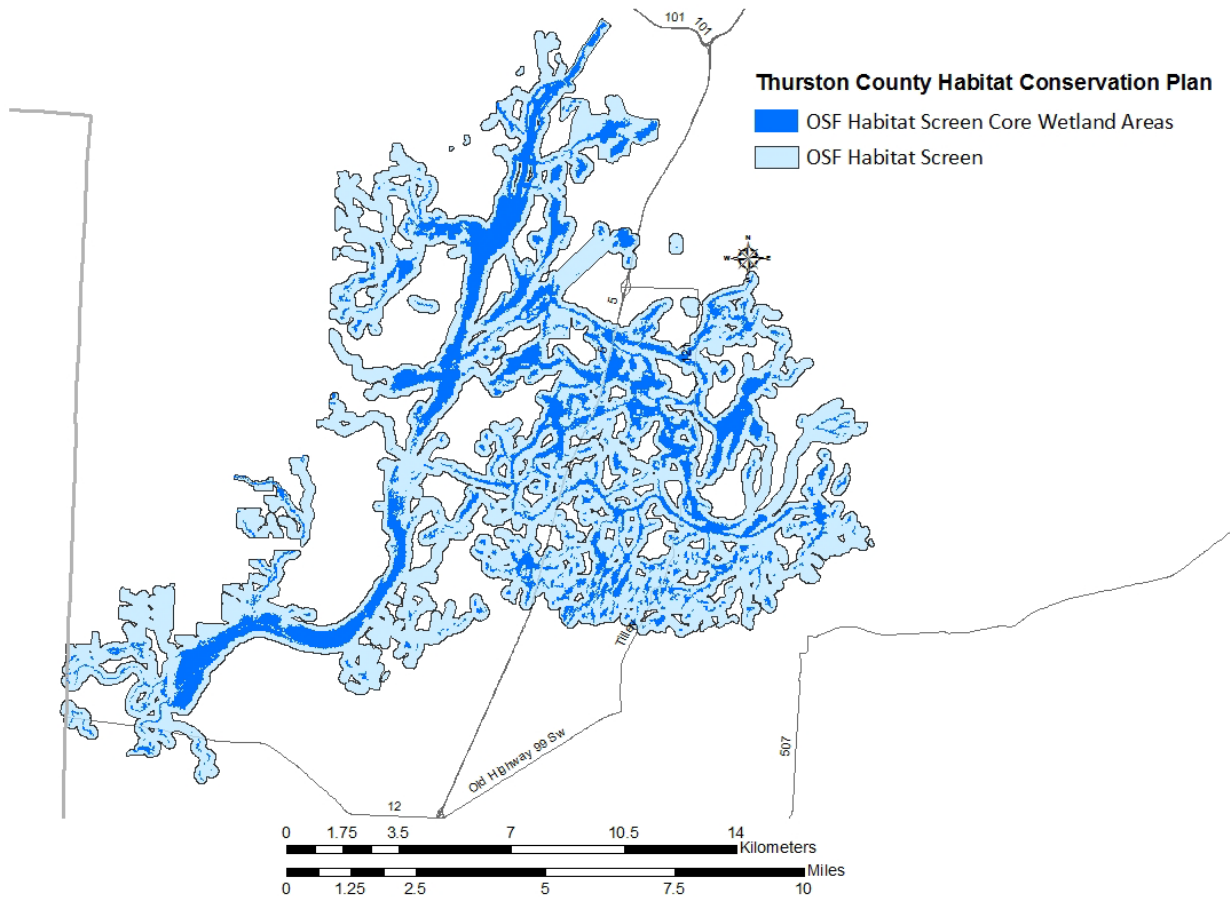 101
101
Thurston County Habitat Conservation Plan
OSF Habitat Screen Core Wetland Areas
OSF Habitat Screen
N
W E
S
5
Old Highway 99 Sw
507
12
0 1.75 3.5 7 10.5 14
Kilometers
Miles
0 1.25 2.5 5 7.5 10